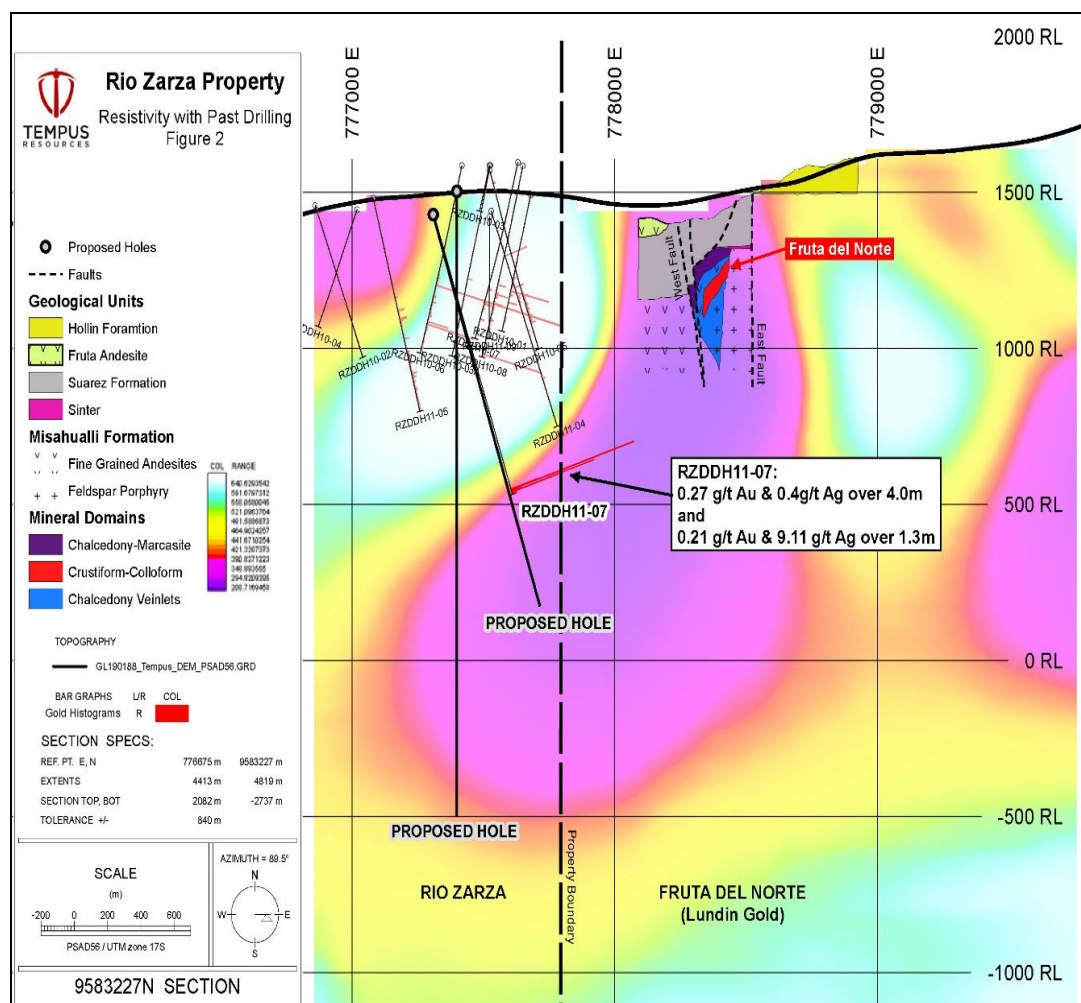 TEMPUS
RESOURCES
Rio Zarza Property
Resistivity with Past Drilling
Figure 2
Proposed Holes
Faults
Geological Units
Hollin Foramtion
Fruta Andesite
Suarez Formation
Sinter
Misahualli Formation
Fine Grained Andesites
Feldspar Porphyry
Mineral Domains
Chalcedony-Marcasite
Crustiform-Colloform
Chalcedony Veinlets
COL RANGE
TOPOGRAPHY
GL190188_Tempus_DEM_PSAD56.GRD
BAR GRAPHS L/R COL
Gold Histograms R
SECTION SPECS:
REF. PT. E, N 776675 m 9583227 m
EXTENTS 4413 m 4819 m
SECTION TOP, BOT 2082 m -2737 m
TOLERANCE +/- 840 m
SCALE
(m)
-200 0 200 400 600
PSAD56 / UTM zone 17S
AZIMUTH = 89.5°
N
W E
S
9583227N SECTION
777000 E
778000 E
779000 E
2000 RL
1500 RL
1000 RL
500 RL
0 RL
-500 RL
-1000 RL
RZDDH10-03
RZDDH10-02
RZDDH10-06
RZDDH11-05
RZDDH10-01
RZDDH11-04
RZDDH11-07
West Fault
East Fault
Fruta del Norte
RZDDH11-07:
0.27 g/t Au & 0.4g/t Ag over 4.0m
and
0.21 g/t Au & 9.11 g/t Ag over 1.3m
PROPOSED HOLE
PROPOSED HOLE
Property Boundary
RIO ZARZA
FRUTA DEL NORTE
(Lundin Gold)